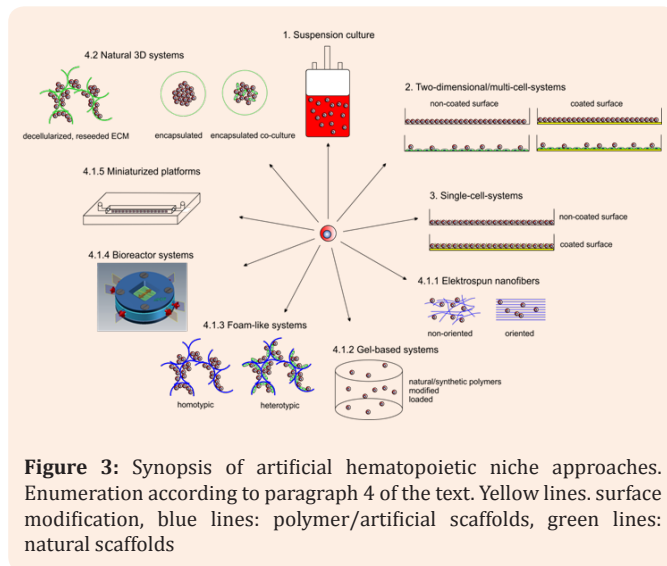 1. Suspension culture
4.2 Natural 3D systems
decellularized, reseeded ECM
encapsulated
encapsulated co-culture
2. Two-dimensional/multi-cell-systems
non-coated surface
coated surface
4.1.5 Miniaturized platforms
3. Single-cell-systems
non-coated surface
coated surface
4.1.4 Bioreactor systems
4.1.1 Elektrospun nanofibers
non-oriented
oriented
4.1.3 Foam-like systems
homotypic
heterotypic
4.1.2 Gel-based systems
natural/synthetic polymers
modified
loaded
Figure 3: Synopsis of artificial hematopoietic niche approaches.
Enumeration according to paragraph 4 of the text. Yellow lines. surface
modification, blue lines: polymer/artificial scaffolds, green lines:
natural scaffolds